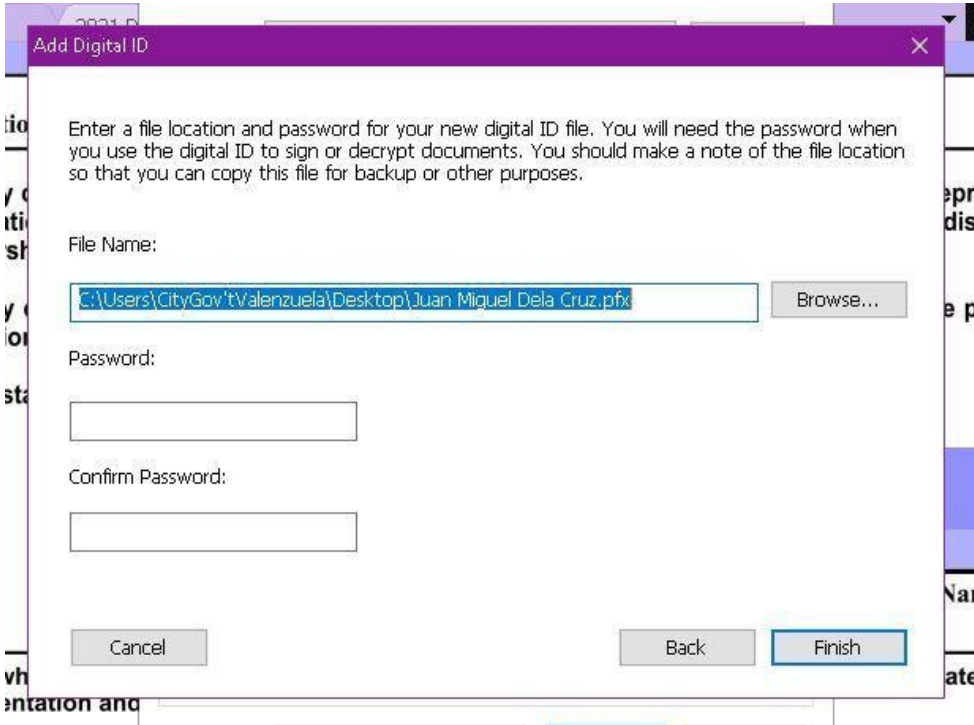 2021 D
Add Digital ID
Enter a file location and password for your new digital ID file. You will need the password when
you use the digital ID to sign or decrypt documents. You should make a note of the file location
so that you can copy this file for backup or other purposes.
File Name:
C:\Users\CityGov'tValenzuela\Desktop\Juan Miguel Dela Cruz.pfx
Browse...
Password:
Confirm Password:
Cancel
Back
Finish
entation and